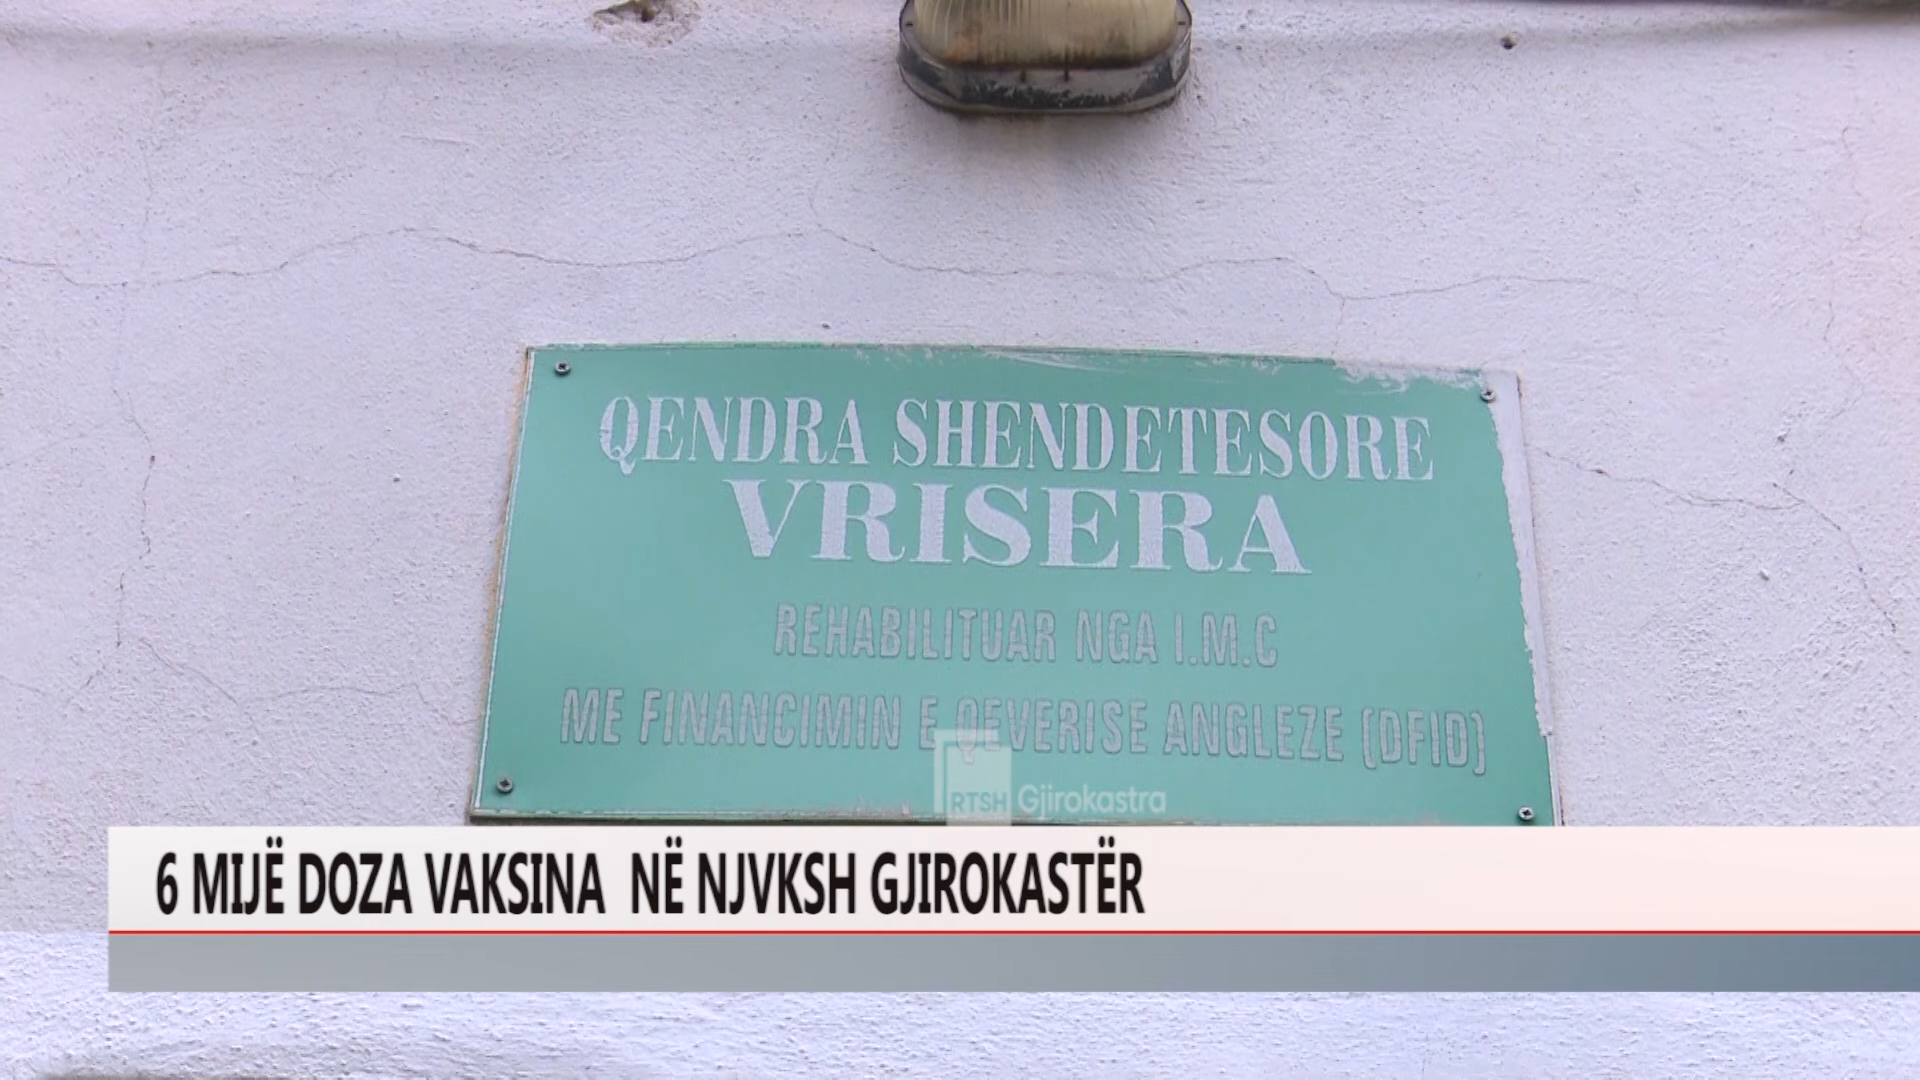 QENDRA SHENDETESORE
VRISERA
REHABILITUAR NGA I.M.C
ME FINANCIMIN E QEVERISE ANGLEZE (DFID)
RTSH Gjirokastra
6 MIJË DOZA VAKSINA NË NJVKSH GJIROKASTËR